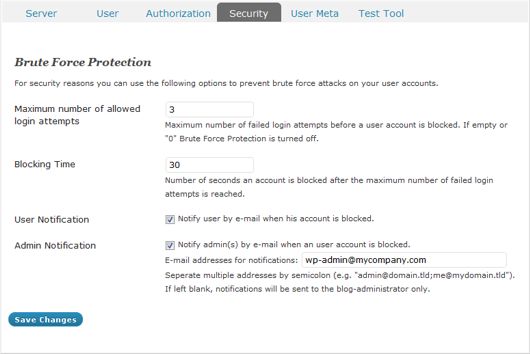 Server User Authorization Security User Meta Test Tool
Brute Force Protection
For security reasons you can use the following options to prevent brute force attacks on your user accounts.
Maximum number of allowed
login attempts
3
Maximum number of failed login attempts before a user account is blocked. If empty or
"0" Brute Force Protection is turned off.
Blocking Time
30
Number of seconds an account is blocked after the maximum number of failed login
attempts is reached.
User Notification
Notify user by e-mail when his account is blocked.
Admin Notification
Notify admin(s) by e-mail when an user account is blocked.
E-mail addresses for notifications: wp-admin@mycompany.com
Seperate multiple addresses by semicolon (e.g. "admin@domain.tld;me@mydomain.tld").
If left blank, notifications will be sent to the blog-administrator only.
Save Changes